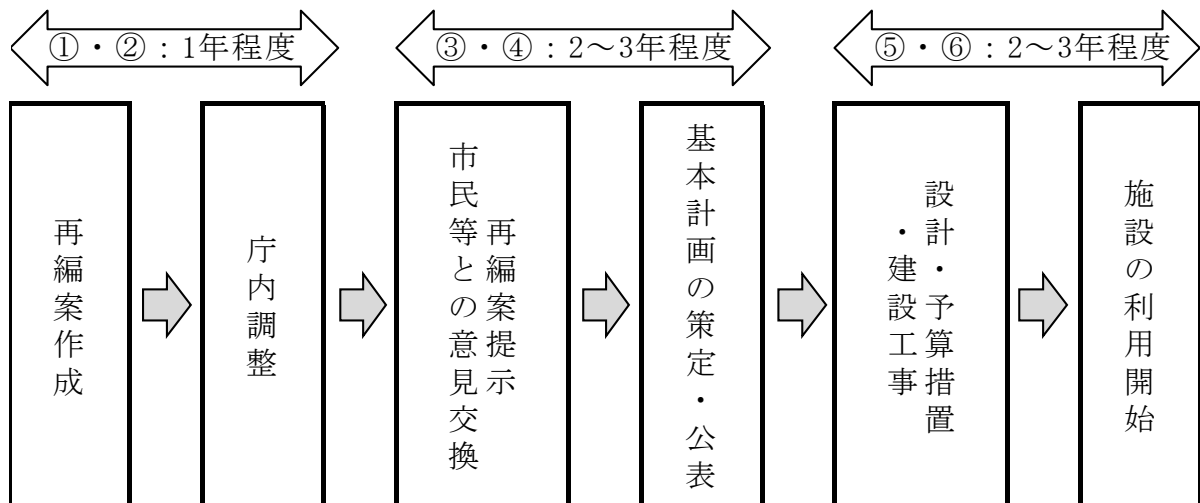 ①・②：1年程度
③・④：2～3年程度
⑤・⑥：2～3年程度
再編案作成
庁内調整
再編案提示
市民等との意見交換
基本計画の策定・公表
設計・予算措置
・建設工事
施設の利用開始